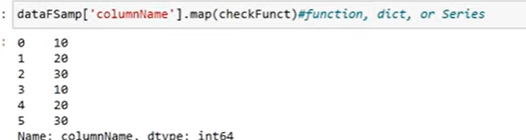 : dataFSamp['columnName'].map(checkFunct)#function, dict, or Series
: 0 10
1 20
2 30
3 10
4 20
5 30
Name: columnName, dtype: int64